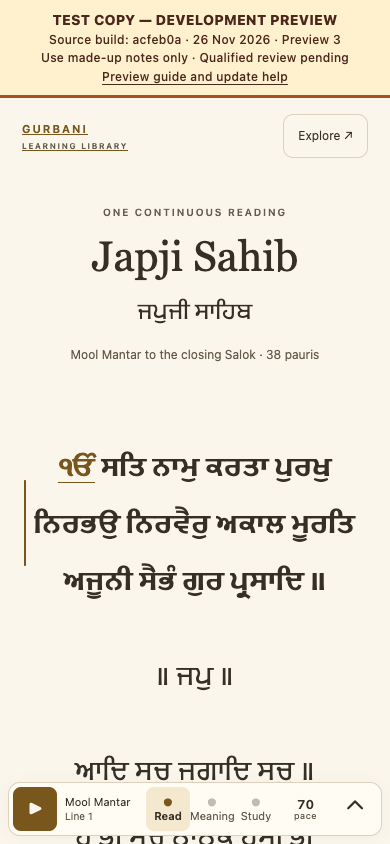 TEST COPY — DEVELOPMENT PREVIEW
Source build: acfeb0a · 26 Nov 2026 · Preview 3
Use made-up notes only · Qualified review pending
Preview guide and update help
GURBANI
LEARNING LIBRARY
Explore ↗
ONE CONTINUOUS READING
Japji Sahib
ਜਪੁਜੀ ਸਾਹਿਬ
Mool Mantar to the closing Salok · 38 pauris
ੴ ਸਤਿ ਨਾਮੁ ਕਰਤਾ ਪੁਰਖੁ
ਨਿਰਭਉ ਨਿਰਵੈਰੁ ਅਕਾਲ ਮੂਰਤਿ
ਅਜੂਨੀ ਸੈਭੰ ਗੁਰ ਪ੍ਰਸਾਦਿ ॥
॥ ਜਪੁ ॥
ਆਦਿ ਸਚੁ ਜੁਗਾਦਿ ਸਚੁ ॥
Mool Mantar
Line 1
Read
Meaning
Study
70
pace